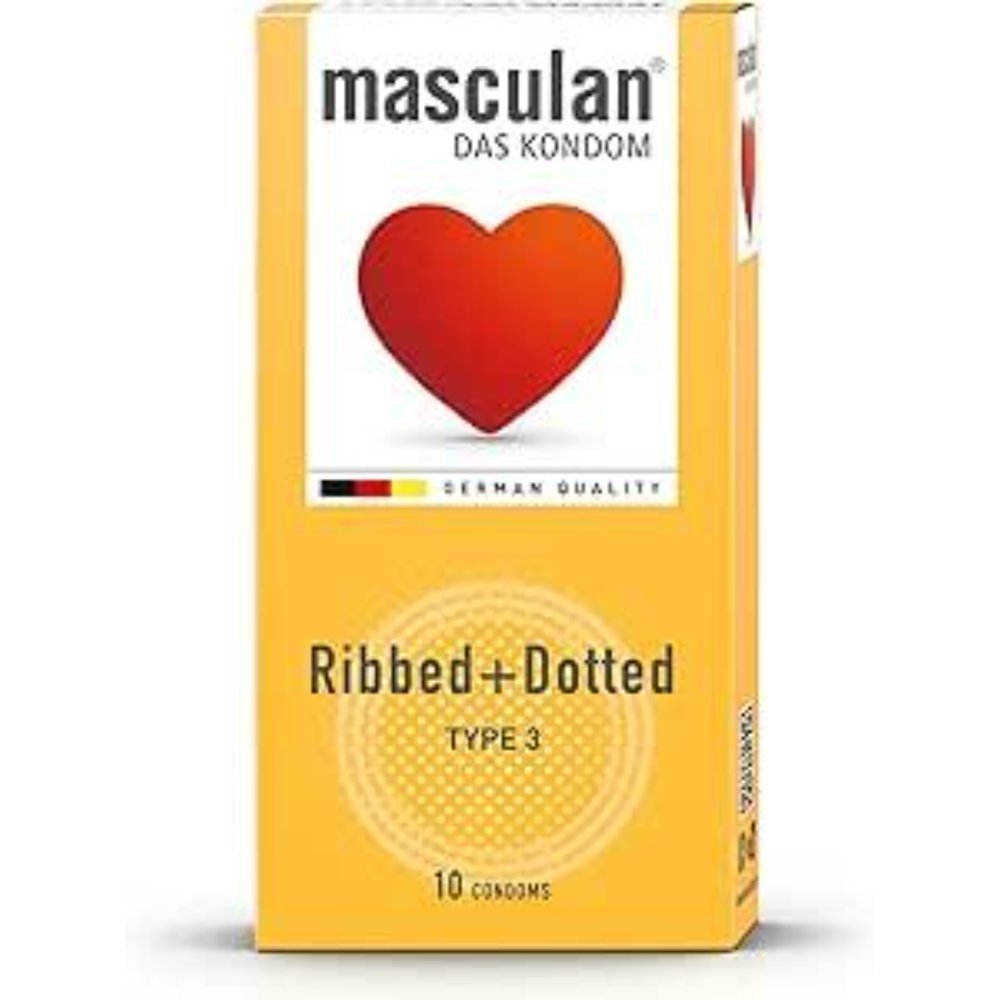 masculan®
DAS KONDOM
GERMAN QUALITY
Ribbed+Dotted
TYPE 3
10 CONDOMS